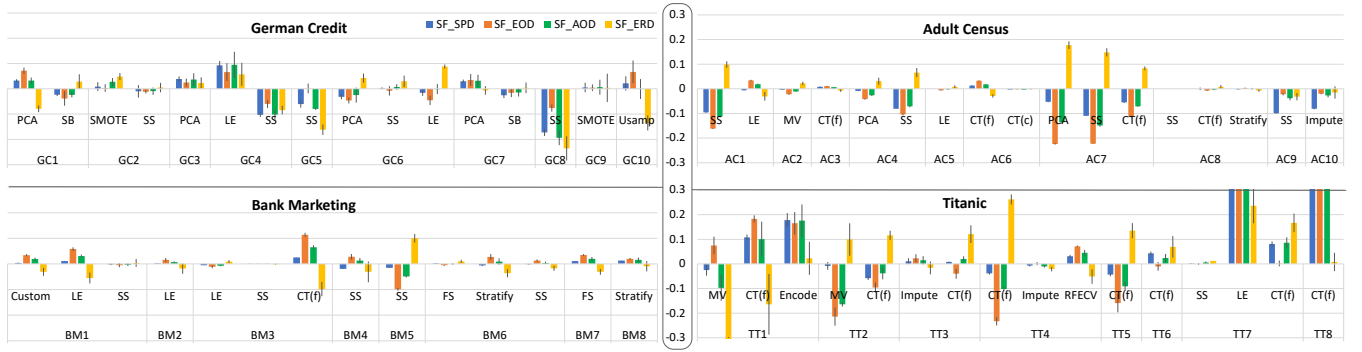 SF_SPD SF_EOD SF_AOD SF_ERD
German Credit
PCA SB SMOTE SS PCA LE SS SS PCA SS LE PCA SB SS SMOTE Usamp
GC1 GC2 GC3 GC4 GC5 GC6 GC7 GC8 GC9 GC10
0.3
0.2
0.1
0
-0.1
-0.2
-0.3
Adult Census
SS LE MV CT(f) PCA SS LE CT(f) CT(c) PCA SS CT(f) SS CT(f) Stratify SS Impute
AC1 AC2 AC3 AC4 AC5 AC6 AC7 AC8 AC9 AC10
Bank Marketing
Custom LE SS LE LE SS CT(f) SS SS FS Stratify SS FS Stratify
BM1 BM2 BM3 BM4 BM5 BM6 BM7 BM8
0.3
0.2
0.1
0
-0.1
-0.2
-0.3
Titanic
MV CT(f) Encode MV CT(f) Impute CT(f) CT(f) Impute RFECV CT(f) CT(f) SS LE CT(f) CT(f)
TT1 TT2 TT3 TT4 TT5 TT6 TT7 TT8